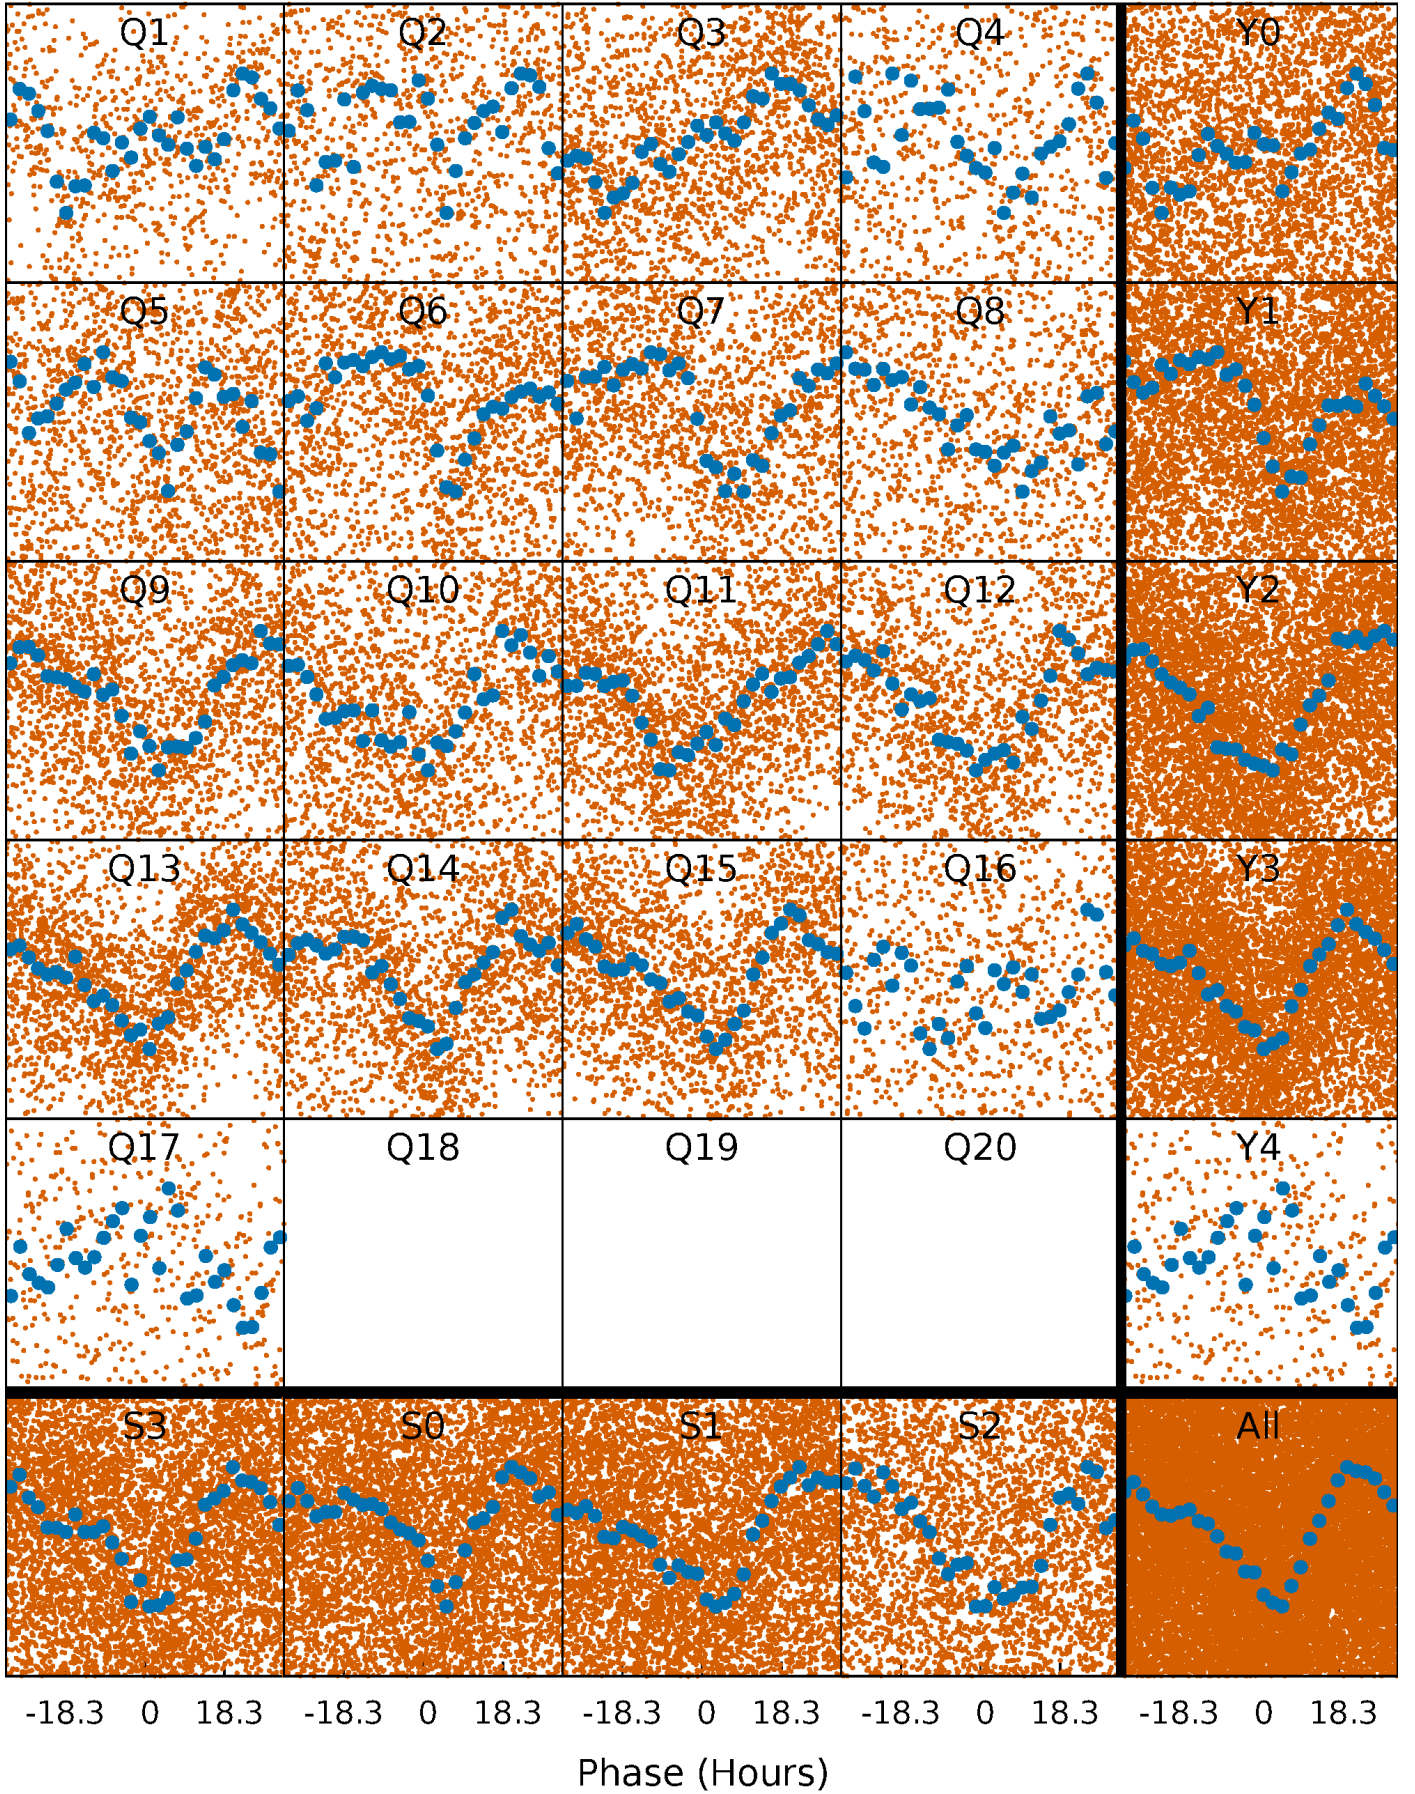 Q1 Q2 Q3 Q4 Y0
Q5 Q6 Q7 Q8 Y1
Q9 Q10 Q11 Q12 Y2
Q13 Q14 Q15 Q16 Y3
Q17 Q18 Q19 Q20 Y4
S3 S0 S1 S2 All
-18.3 0 18.3 -18.3 0 18.3 -18.3 0 18.3 -18.3 0 18.3 -18.3 0 18.3
Phase (Hours)